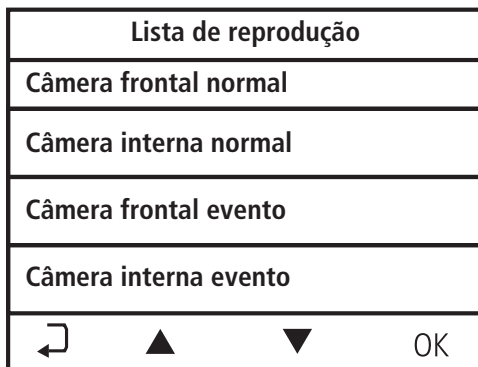 Lista de reprodução
Câmera frontal normal
Câmera interna normal
Câmera frontal evento
Câmera interna evento
OK